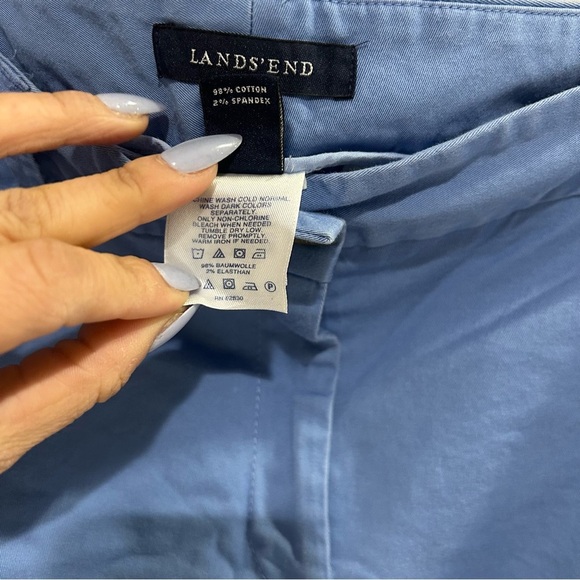 LANDS' END
98% COTTON
2% SPANDEX
WASH COLD NORMAL.
WASH DARK COLORS
SEPARATELY.
ONLY NON-CHLORINE
BLEACH WHEN NEEDED.
TUMBLE DRY LOW.
REMOVE PROMPTLY.
WARM IRON IF NEEDED.
98% BAUMWOLLE
2% ELASTHAN
P
RN 62830